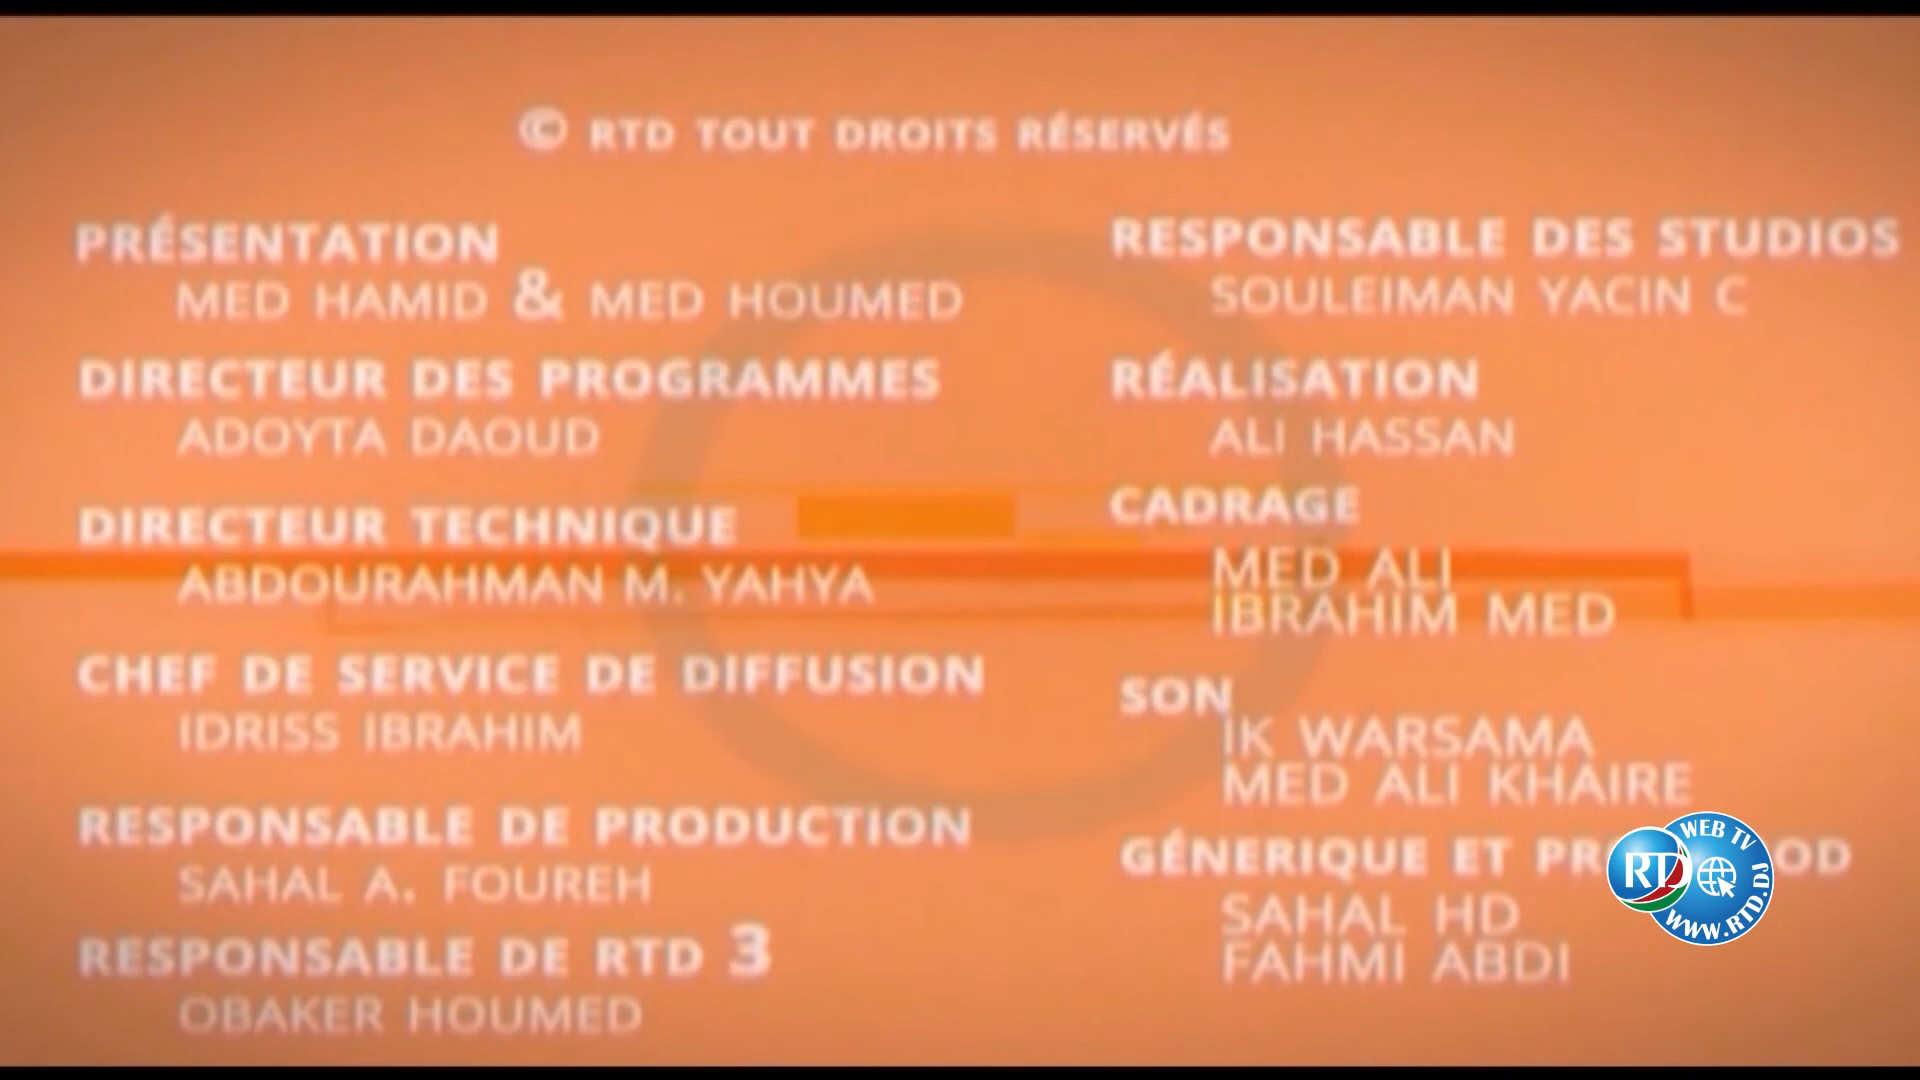 © RTD TOUT DROITS RÉSERVÉS
PRÉSENTATION
MED HAMID & MED HOUMED
DIRECTEUR DES PROGRAMMES
ADOYTA DAOUD
DIRECTEUR TECHNIQUE
ABDOURAHMAN M. YAHYA
CHEF DE SERVICE DE DIFFUSION
IDRISS IBRAHIM
RESPONSABLE DE PRODUCTION
SAHAL A. FOUREH
RESPONSABLE DE RTD 3
OBAKER HOUMED
RESPONSABLE DES STUDIOS
SOULEIMAN YACIN C
RÉALISATION
ALI HASSAN
CADRAGE
MED ALI
IBRAHIM MED
SON
IK WARSAMA
MED ALI KHAIRE
GÉNERIQUE ET
SAHAL HD
FAHMI ABDI
RTD
WEB TV
WWW.RTD.DJ